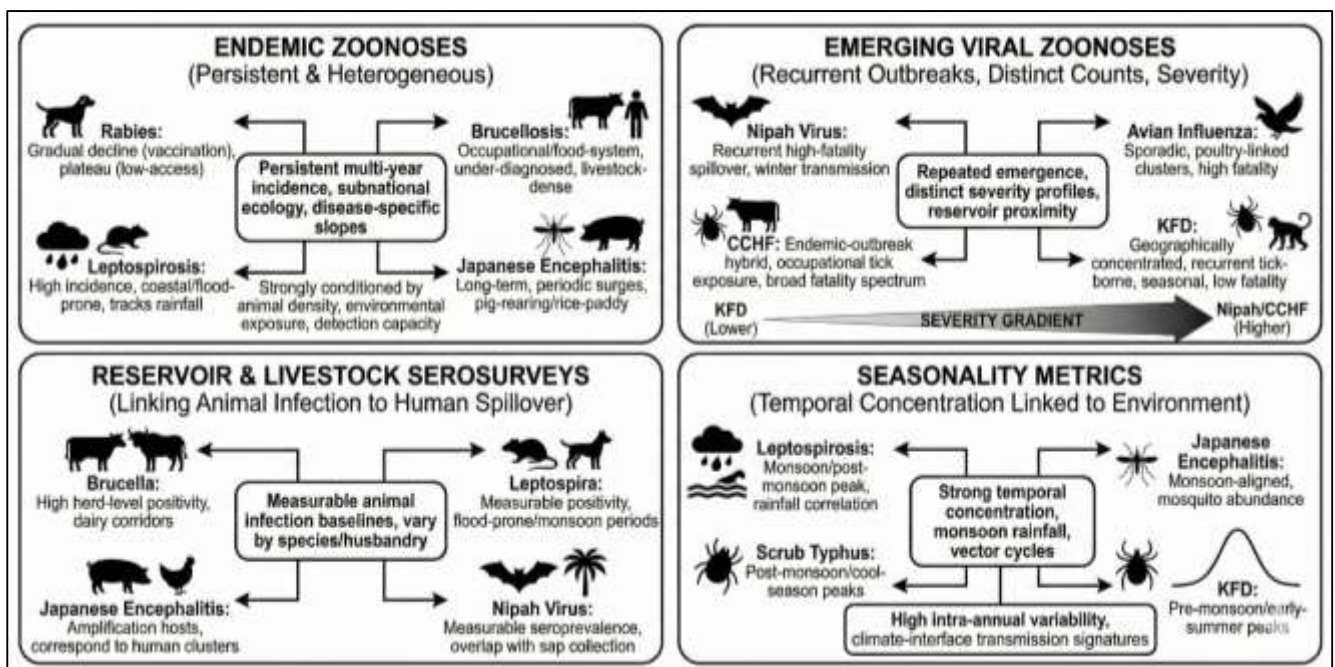 ENDEMIC ZOONOSES
(Persistent & Heterogeneous)
Rabies:
Gradual decline (vaccination),
plateau (low-access)
Brucellosis:
Occupational/food-system,
under-diagnosed, livestock-
dense
Persistent multi-year
incidence, subnational
ecology, disease-specific
slopes
Leptospirosis:
High incidence, coastal/flood-
prone, tracks rainfall
Strongly conditioned by
animal density, environmental
exposure, detection capacity
Japanese Encephalitis:
Long-term, periodic surges,
pig-rearing/rice-paddy
EMERGING VIRAL ZOONOSES
(Recurrent Outbreaks, Distinct Counts, Severity)
Nipah Virus:
Recurrent high-fatality
spillover, winter transmission
Avian Influenza:
Sporadic, poultry-linked
clusters, high fatality
Repeated emergence,
distinct severity profiles,
reservoir proximity
CCHF: Endemic-outbreak
hybrid, occupational tick
exposure, broad fatality spectrum
KFD:
Geographically
concentrated, recurrent tick-
borne, seasonal, low fatality
KFD
(Lower)
SEVERITY GRADIENT
Nipah/CCHF
(Higher)
RESERVOIR & LIVESTOCK SEROSURVEYS
(Linking Animal Infection to Human Spillover)
Brucella:
High herd-level positivity,
dairy corridors
Leptospira:
Measurable positivity,
flood-prone/monsoon periods
Measurable animal
infection baselines, vary
by species/husbandry
Japanese Encephalitis:
Amplification hosts,
correspond to human clusters
Nipah Virus:
Measurable seroprevalence,
overlap with sap collection
SEASONALITY METRICS
(Temporal Concentration Linked to Environment)
Leptospirosis:
Monsoon/post-
monsoon peak,
rainfall correlation
Japanese
Encephalitis:
Monsoon-aligned,
mosquito abundance
Strong temporal
concentration,
monsoon rainfall,
vector cycles
Scrub Typhus:
Post-monsoon/cool-
season peaks
KFD:
Pre-monsoon/early-
summer peaks
High intra-annual variability,
climate-interface transmission signatures